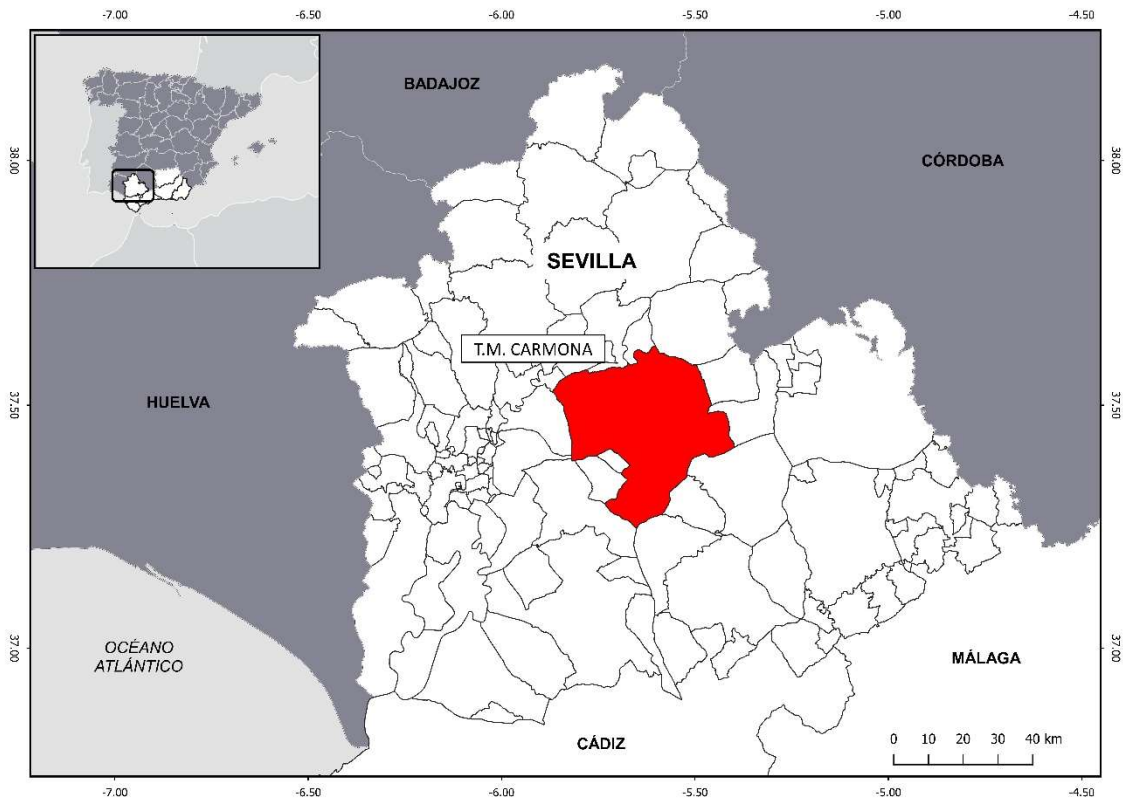 -7.00 -6.50 -6.00 -5.50 -5.00 -4.50
BADAJOZ
38.00
38.00
CÓRDOBA
SEVILLA
T.M. CARMONA
HUELVA
37.50
37.50
OCÉANO
ATLÁNTICO
37.00
37.00
MÁLAGA
CÁDIZ
0 10 20 30 40 km
-7.00 -6.50 -6.00 -5.50 -5.00 -4.50